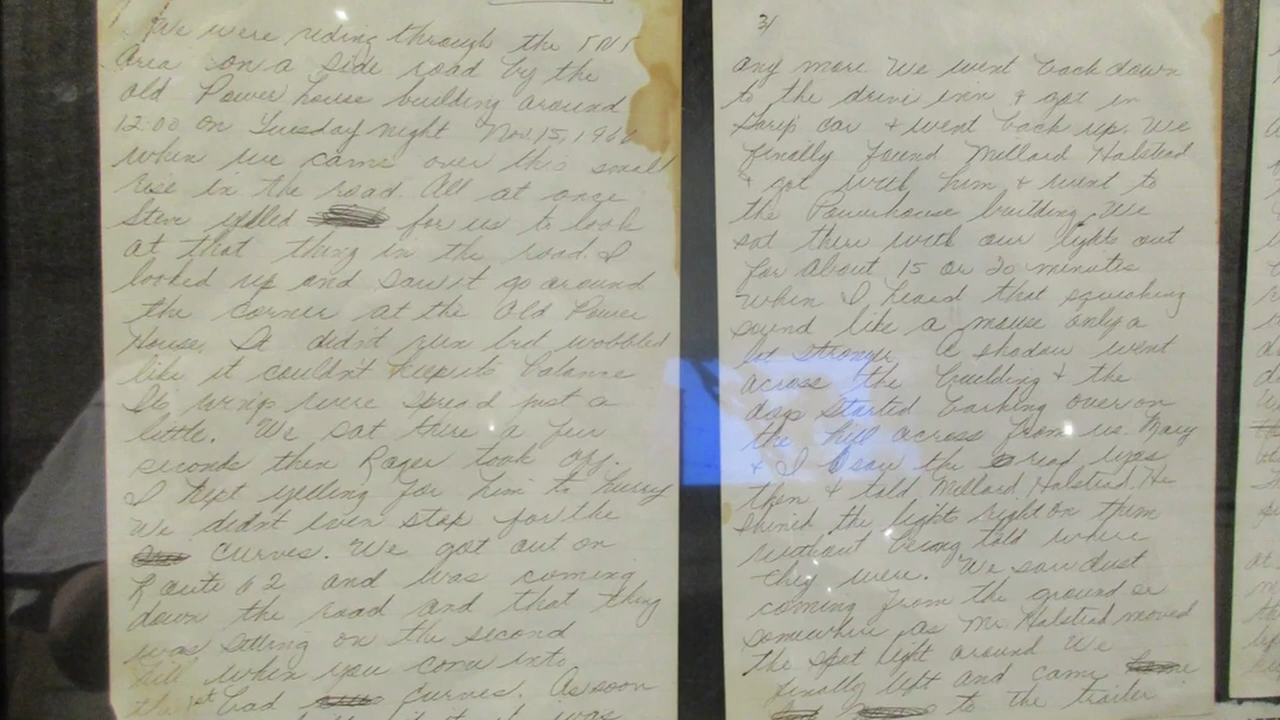 We were riding through the TNT
Area on a side road by the
old Power house building around
12:00 on Tuesday night Nov. 15, 1966
when we came over this small
rise in the road. All at once
Steve yelled for us to look
at that thing in the road. I
looked up and saw it go around
the corner at the Old Power
House. It didn't run but wobbled
like it couldn't keep its balance
Its wings were spread just a
little. We sat there a few
seconds then Roger took off.
I kept yelling for him to hurry
We didn't even stop for the
curves. We got out on
Route 62 and was coming
down the road and that thing
was sitting on the second
hill when you come into
the 1st bad curves. As soon
was
3/
any more We went back down
to the drive inn & got in
Gary's car & went back up. We
finally found Millard Halstead
& got with him & went to
the Powerhouse building. We
sat there with our lights out
for about 15 or 20 minutes
when I heard that squeaking
sound like a mouse only a
lot stronger. A shadow went
across the building & the
dogs started barking over on
the hill across from us. Mary
& I saw the red eyes
then & told Millard Halstead. He
shined the lights right on them
without being told where
they were. We saw dust
coming from the ground or
somewhere as Mr. Halstead moved
the spot light around We
finally left and came
to the trailer